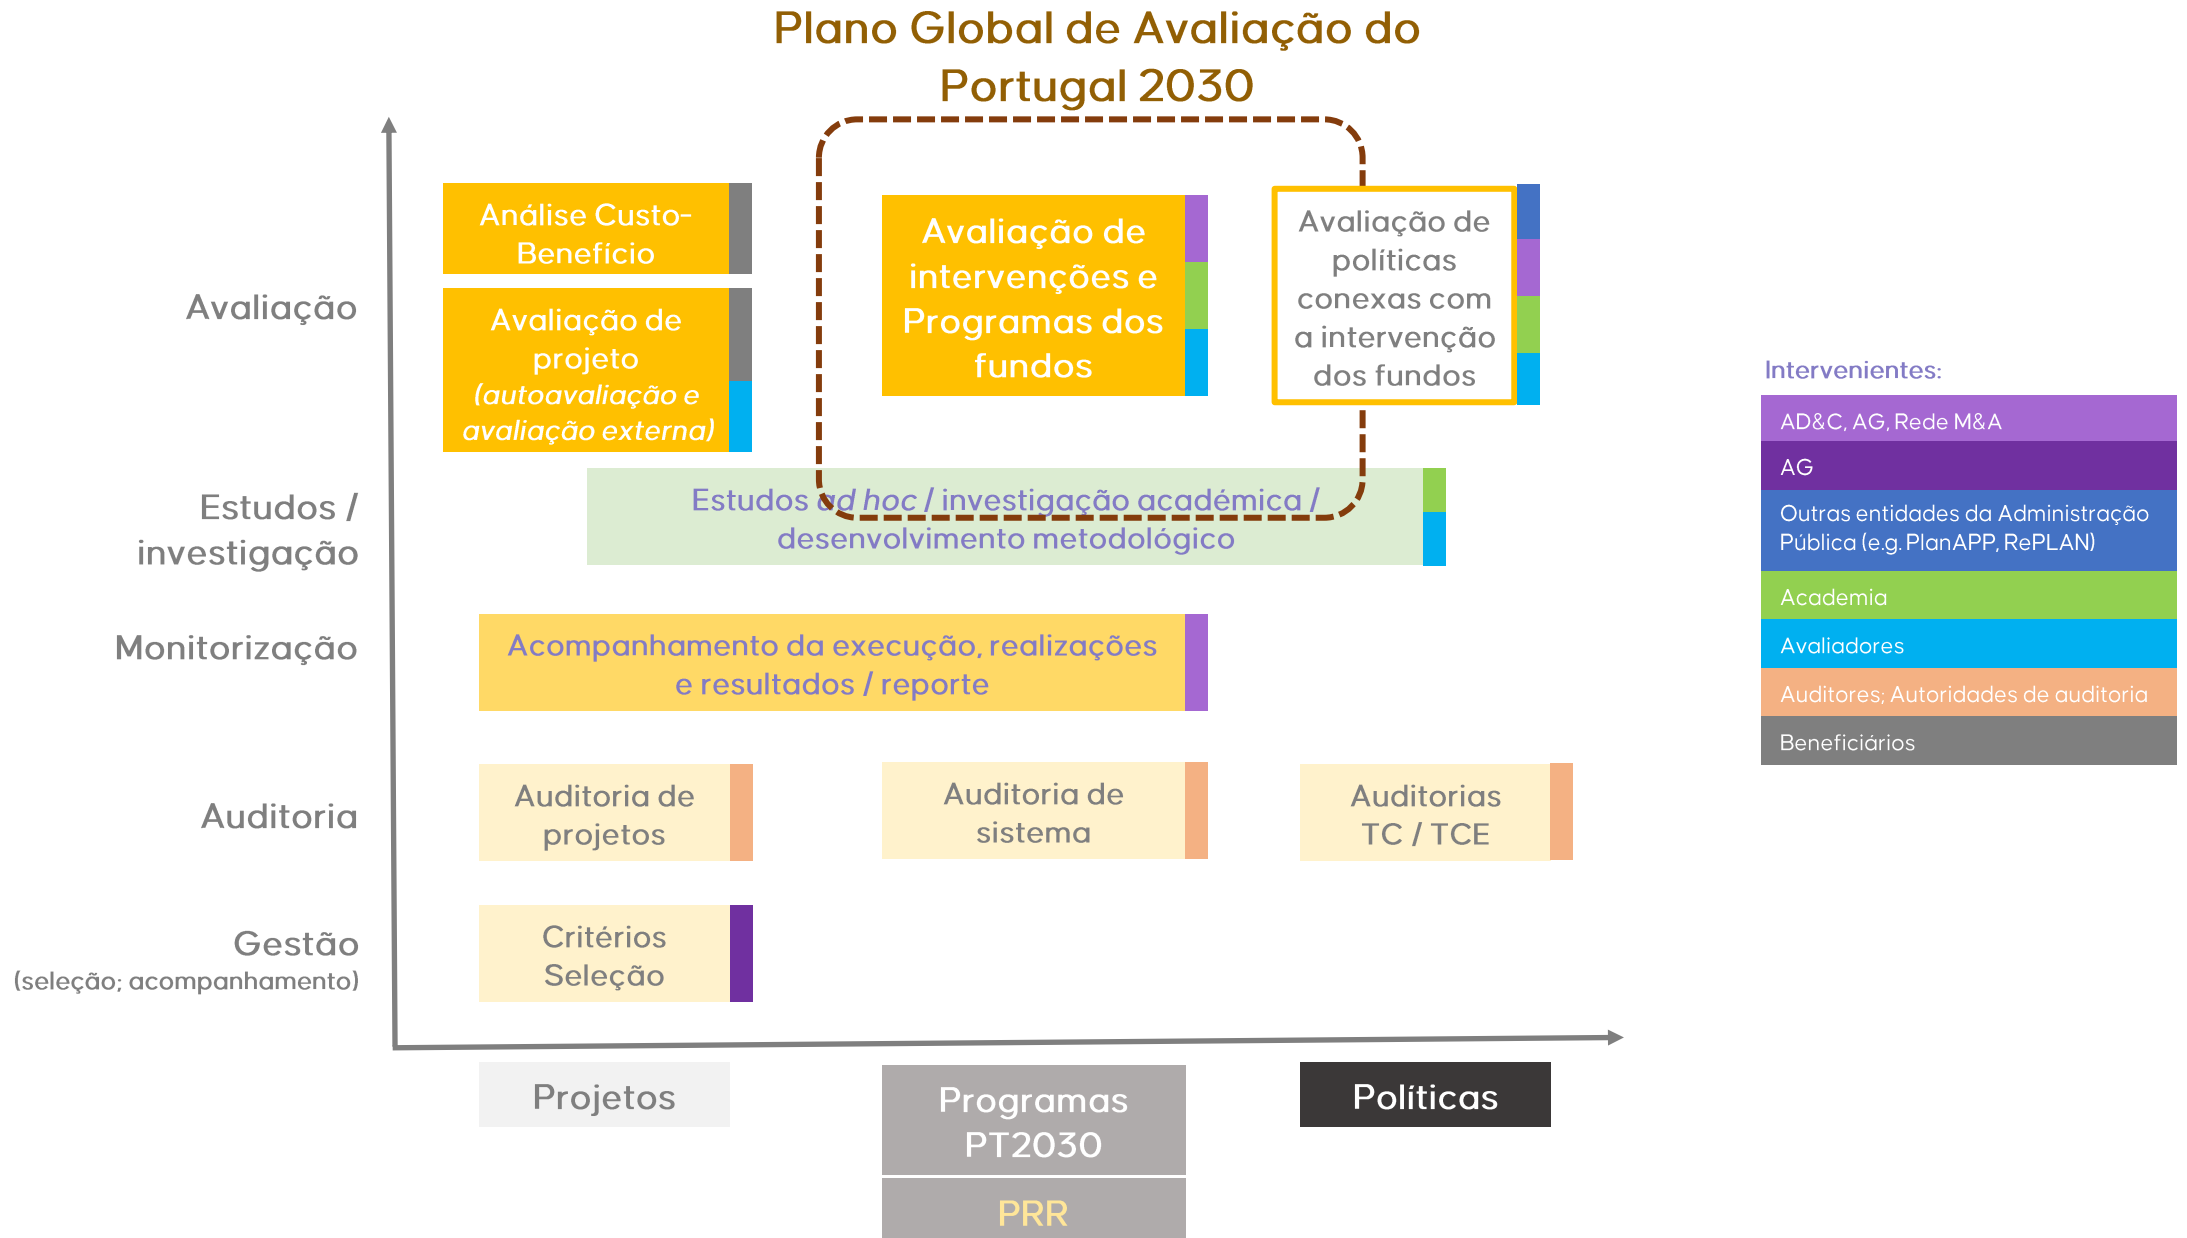 Plano Global de Avaliação do
Portugal 2030
Avaliação
Análise Custo-
Benefício
Avaliação de
projeto
(autoavaliação e
avaliação externa)
Avaliação de
intervenções e
Programas dos
fundos
Avaliação de
políticas
conexas com
a intervenção
dos fundos
Estudos /
investigação
Estudos ad hoc / investigação académica /
desenvolvimento metodológico
Monitorização
Acompanhamento da execução, realizações
e resultados / reporte
Auditoria
Auditoria de
projetos
Auditoria de
sistema
Auditorias
TC / TCE
Gestão
(seleção; acompanhamento)
Critérios
Seleção
Projetos
Programas
PT2030
PRR
Políticas
Intervenientes:
AD&C, AG, Rede M&A
AG
Outras entidades da Administração
Pública (e.g. PlanAPP, RePLAN)
Academia
Avaliadores
Auditores; Autoridades de auditoria
Beneficiários